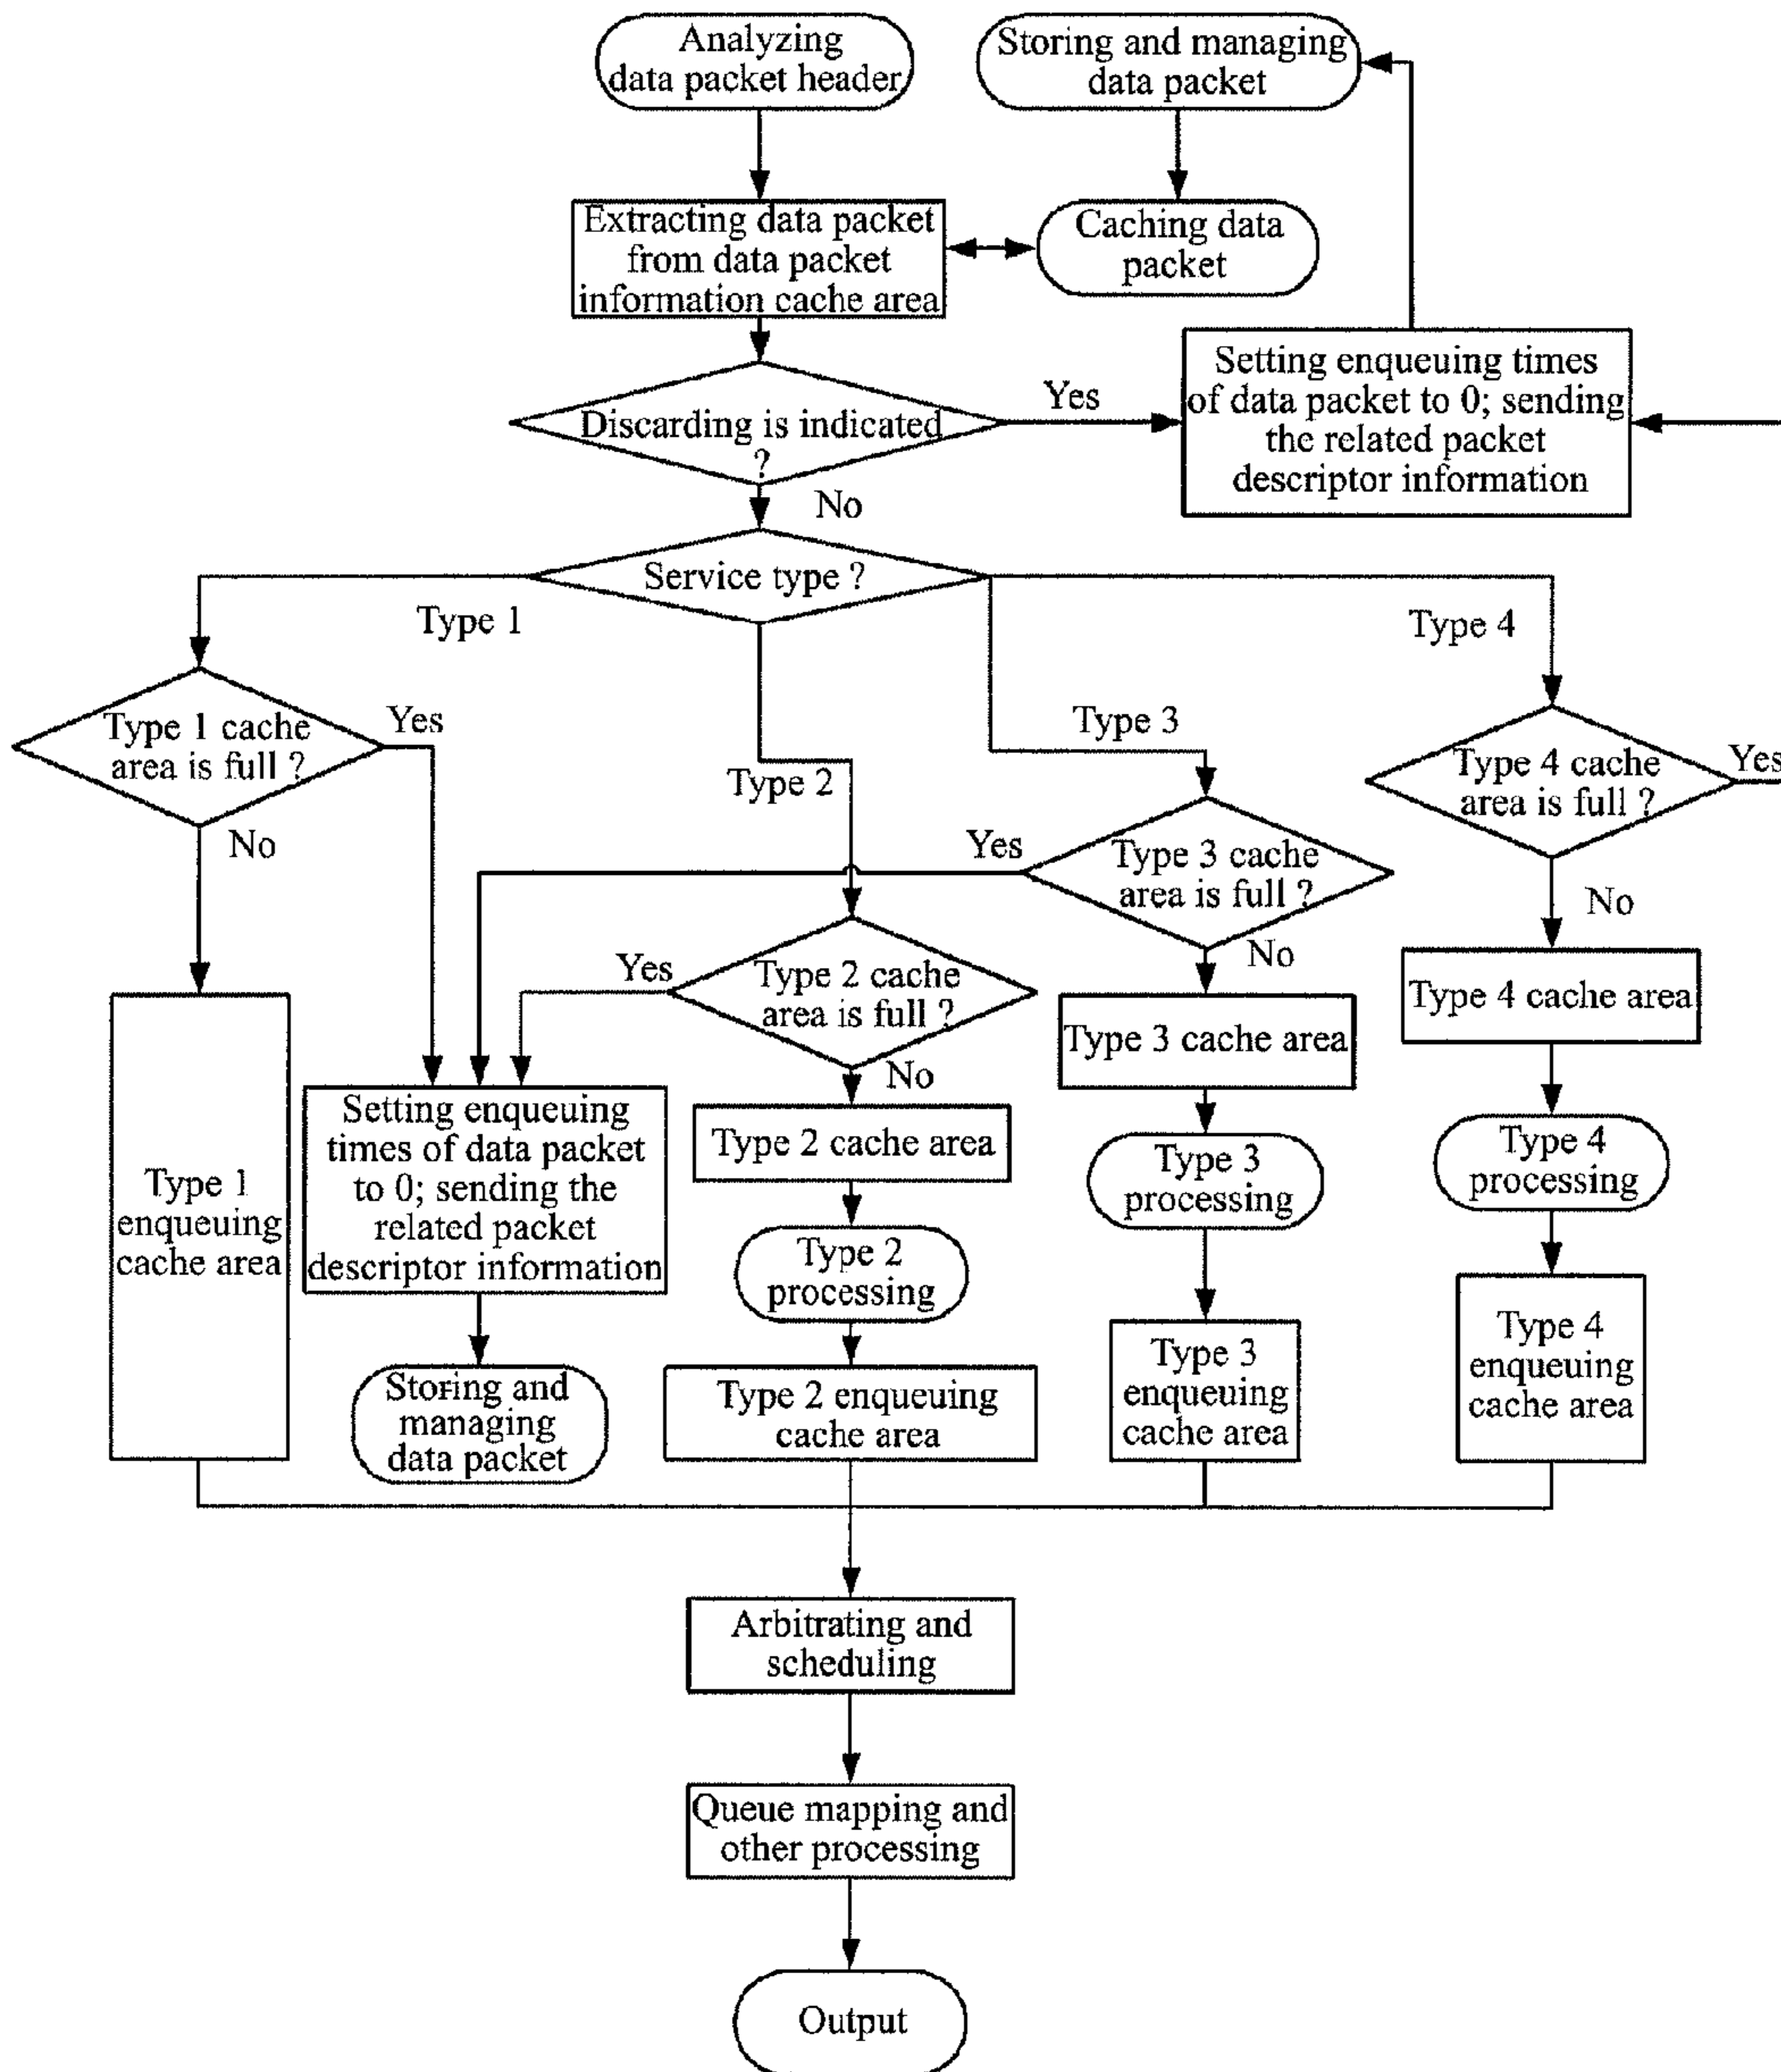 Analyzing
data packet header
Storing and managing
data packet
Extracting data packet
from data packet
information cache area
Caching data
packet
Setting enqueuing times
of data packet to 0; sending
the related packet
descriptor information
Yes
Discarding is indicated
?
No
Service type ?
Type 1
Type 4
Type 3
Type 2
Type 1 cache
area is full ?
Yes
No
Type 4 cache
area is full ?
Yes
No
Type 3 cache
area is full ?
Yes
No
Type 2 cache
area is full ?
Yes
No
Type 4 cache area
Type 3 cache area
Type 2 cache area
Type 1
enqueuing
cache area
Setting enqueuing
times of data packet
to 0; sending the
related packet
descriptor information
Type 3
processing
Type 4
processing
Type 2
processing
Storing and
managing
data packet
Type 2 enqueuing
cache area
Type 3
enqueuing
cache area
Type 4
enqueuing
cache area
Arbitrating and
scheduling
Queue mapping and
other processing
Output